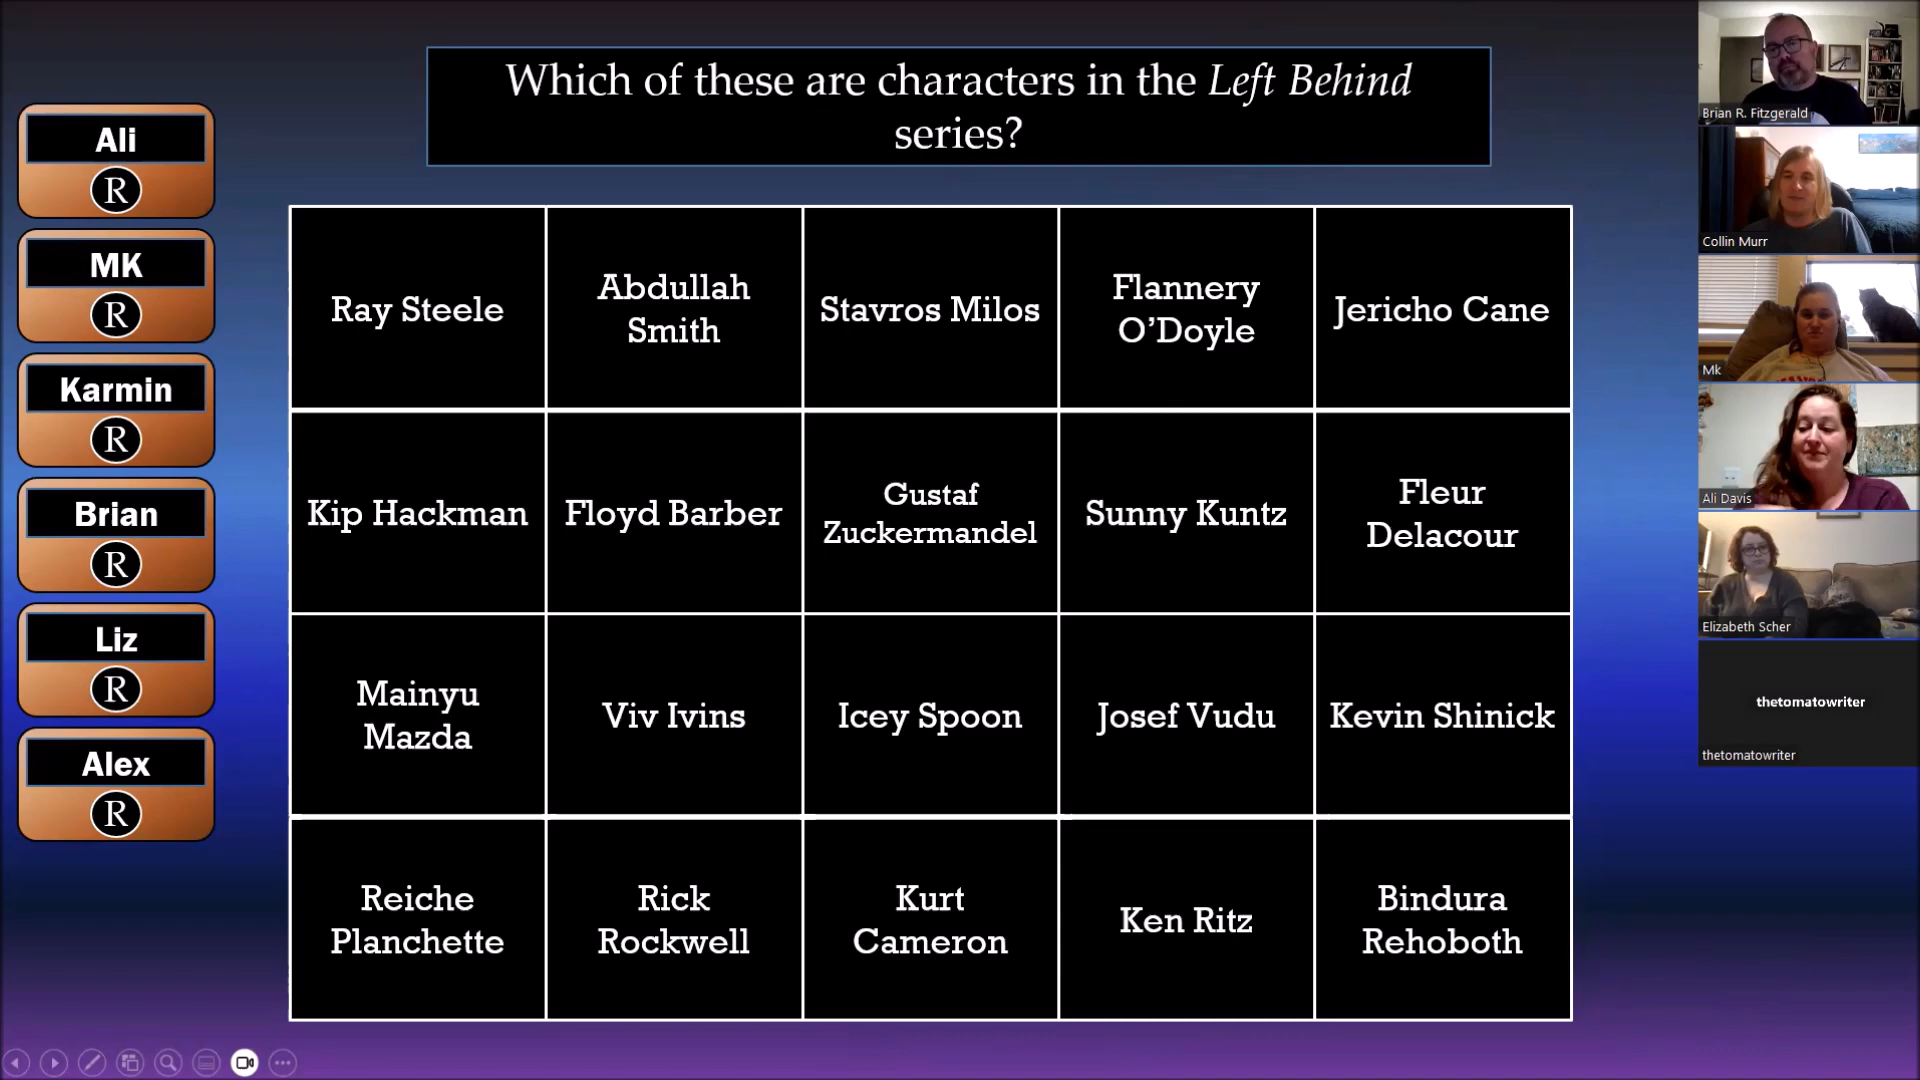 Which of these are characters in the Left Behind
series?
Ali
R
MK
R
Karmin
R
Brian
R
Liz
R
Alex
R
Ray Steele
Abdullah
Smith
Stavros Milos
Flannery
O'Doyle
Jericho Cane
Kip Hackman
Floyd Barber
Gustaf
Zuckermandel
Sunny Kuntz
Fleur
Delacour
Mainyu
Mazda
Viv Ivins
Icey Spoon
Josef Vudu
Kevin Shinick
Reiche
Planchette
Rick
Rockwell
Kurt
Cameron
Ken Ritz
Bindura
Rehoboth
Brian R. Fitzgerald
Collin Murr
Mk
Ali Davis
Elizabeth Scher
thetomatowriter
thetomatowriter